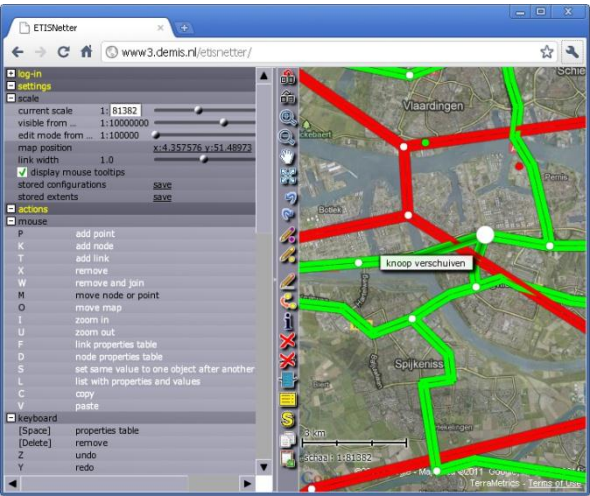 ETISNetter
www3.demis.nl/etisnetter/
log-in
settings
scale
current scale 1: 81382
visible from ... 1:10000000
edit mode from ... 1:100000
map position x:4.357576 y:51.48973
link width 1.0
display mouse tooltips
stored configurations save
stored extents save
actions
mouse
P add point
K add node
T add link
X remove
W remove and join
M move node or point
O move map
I zoom in
U zoom out
F link properties table
D node properties table
S set same value to one object after another
L list with properties and values
C copy
V paste
keyboard
[Space] properties table
[Delete] remove
Z undo
Y redo
Schie
Vlaardingen
Pernis
Botlek
knoop verschuiven
Spijkeniss
Hekelingen
3 km
schaal: 1:81382
©2011 Google
TerraMetrics - Terms of Use